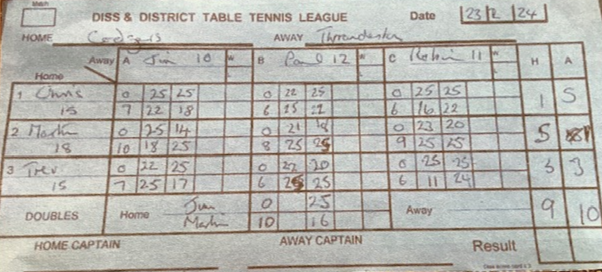 Match
DISS & DISTRICT TABLE TENNIS LEAGUE Date 23/2/24
HOME AWAY
Away A Jim 10 B Paul 12 C Robin 11 H A
Home
1 Chris 0 25 25 0 22 25 0 25 25 1 5
15 7 22 18 6 25 22 6 16 22
2 Martin 0 25 14 0 21 18 0 23 20 5
18 10 18 25 8 25 25 9 25 25
3 Trev 0 22 25 0 22 20 0 25 25 3 3
15 7 25 17 6 25 25 6 11 24
DOUBLES Home Jim 0 25 Away 9 10
Martin 10 16
HOME CAPTAIN AWAY CAPTAIN Result